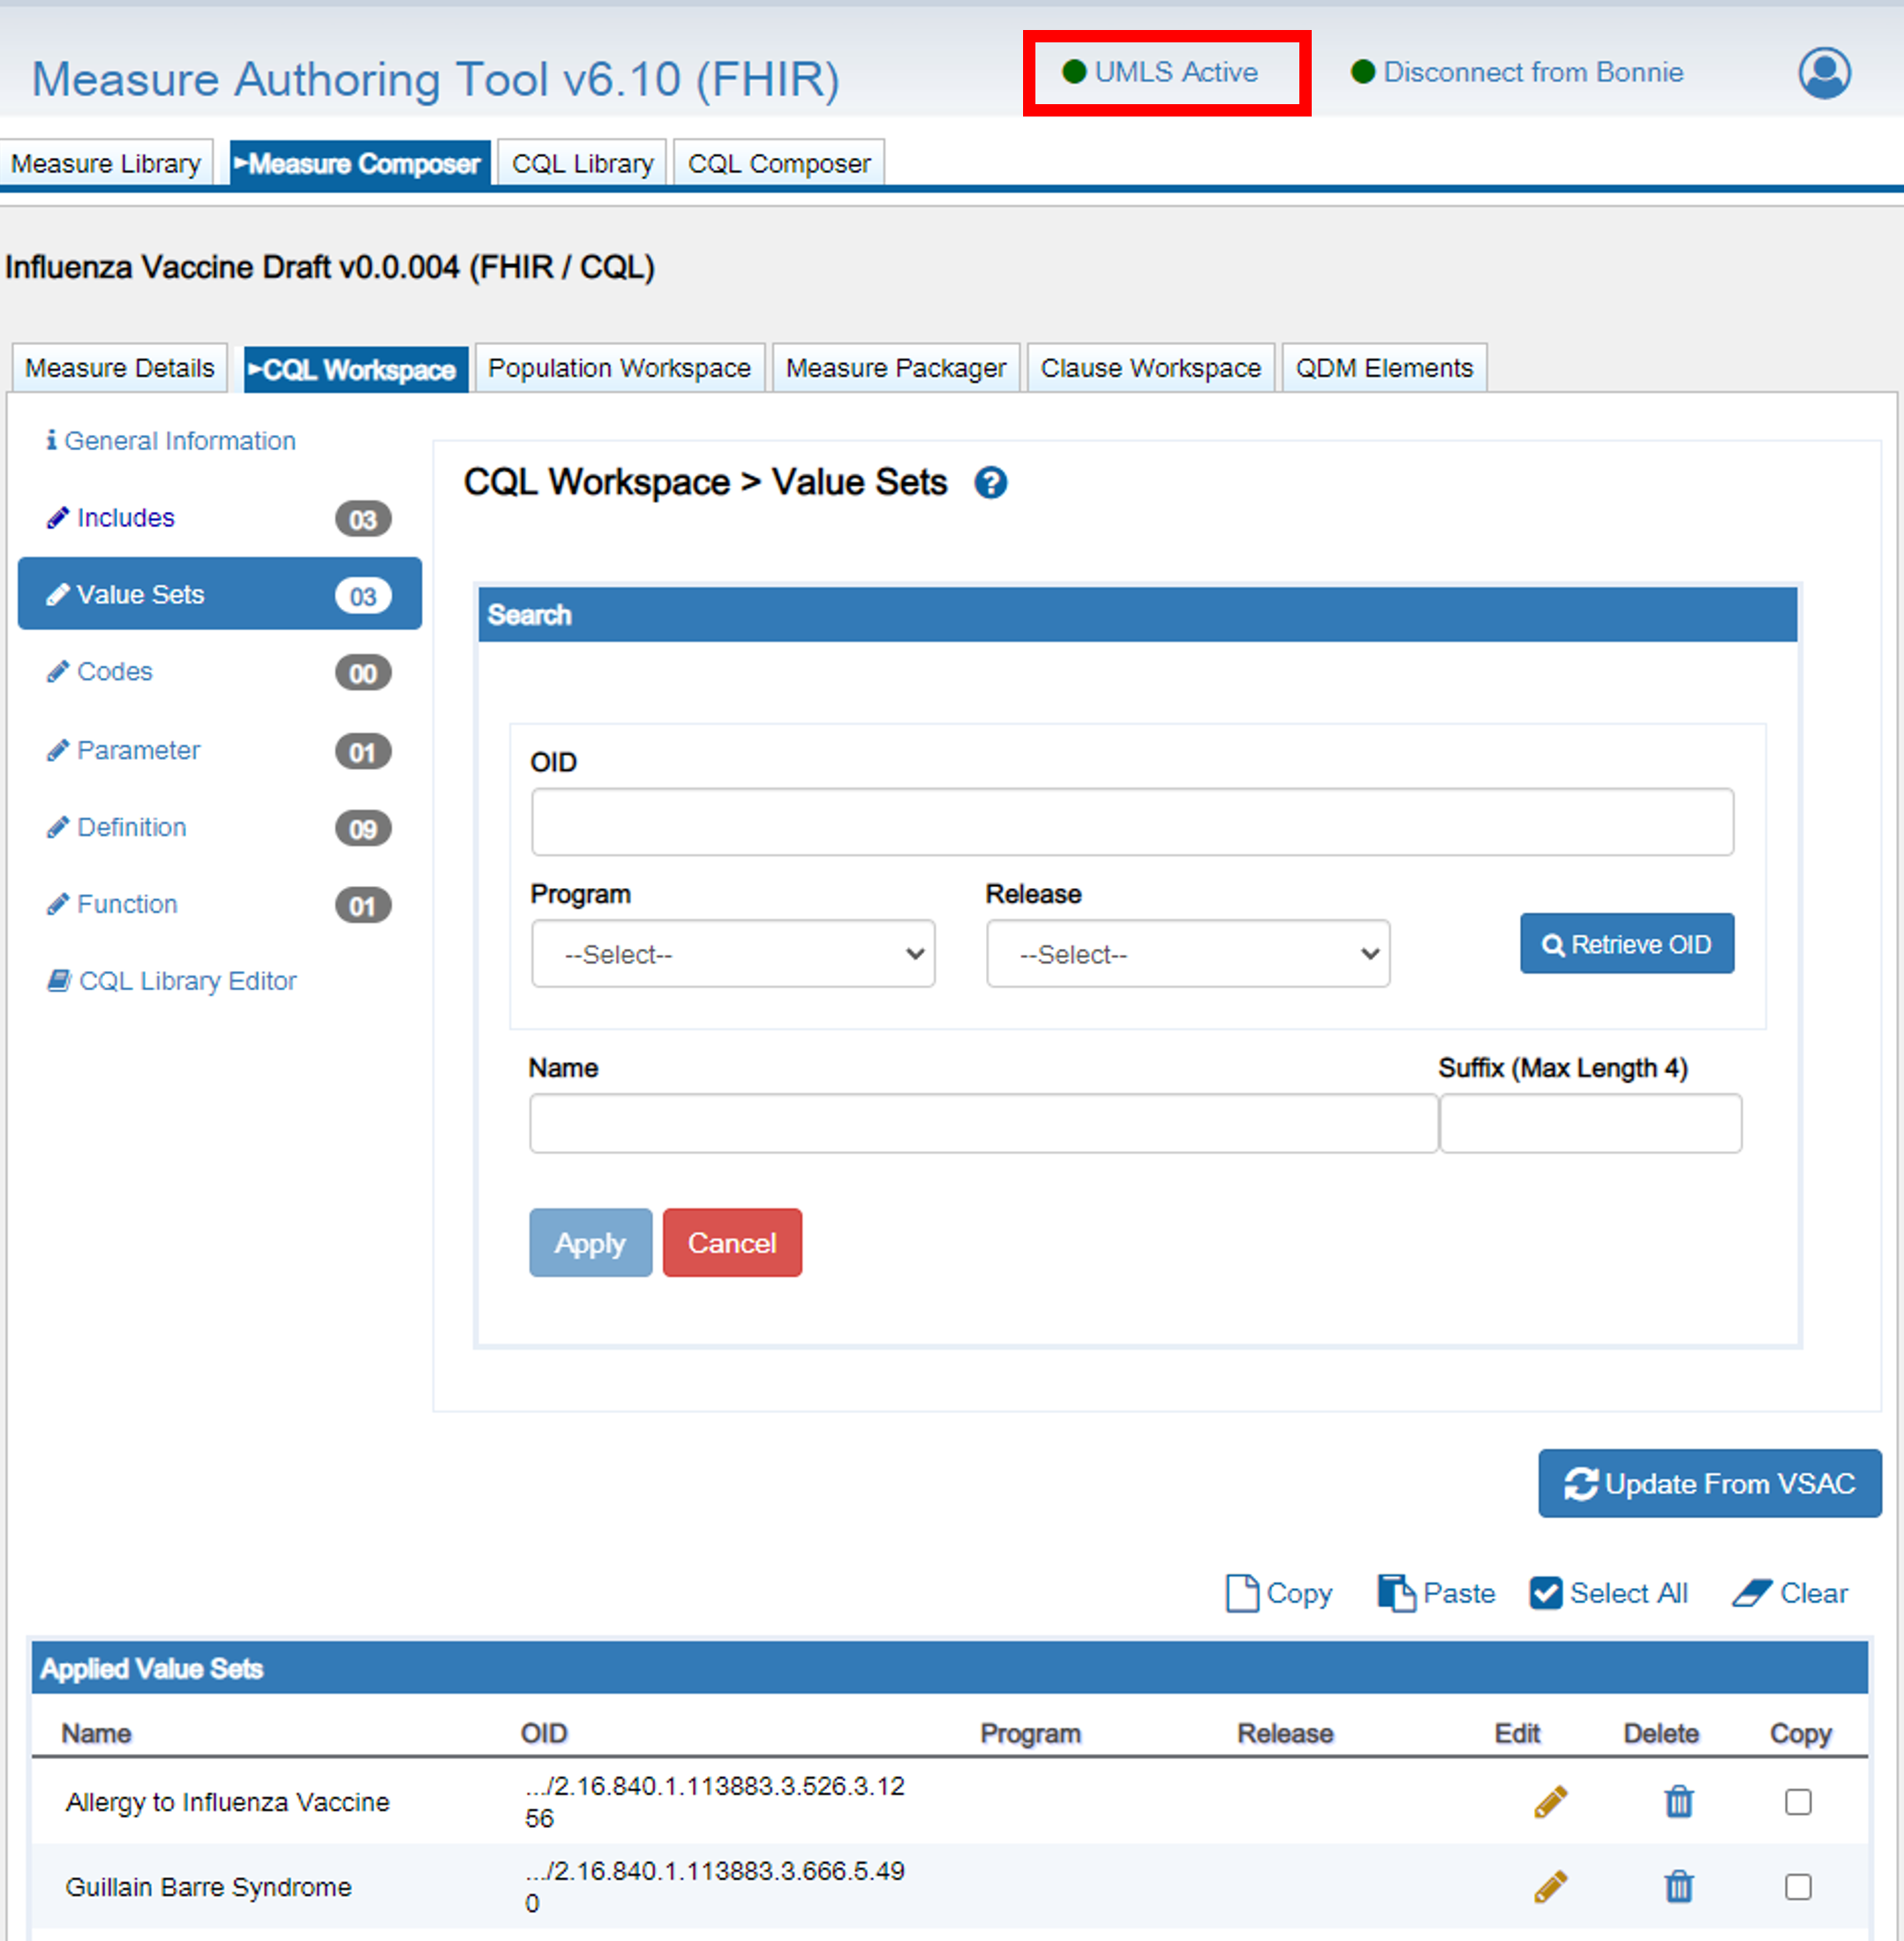 Measure Authoring Tool v6.10 (FHIR)
UMLS Active
Disconnect from Bonnie
Measure Library
Measure Composer
CQL Library
CQL Composer
Influenza Vaccine Draft v0.0.004 (FHIR / CQL)
Measure Details
CQL Workspace
Population Workspace
Measure Packager
Clause Workspace
QDM Elements
General Information
Includes 03
Value Sets 03
Codes 00
Parameter 01
Definition 09
Function 01
CQL Library Editor
CQL Workspace > Value Sets
Search
OID
Program
Release
--Select--
--Select--
Retrieve OID
Name
Suffix (Max Length 4)
Apply
Cancel
Update From VSAC
Copy
Paste
Select All
Clear
Applied Value Sets
Name OID Program Release Edit Delete Copy
Allergy to Influenza Vaccine
.../2.16.840.1.113883.3.526.3.12
56
Guillain Barre Syndrome
.../2.16.840.1.113883.3.666.5.49
0